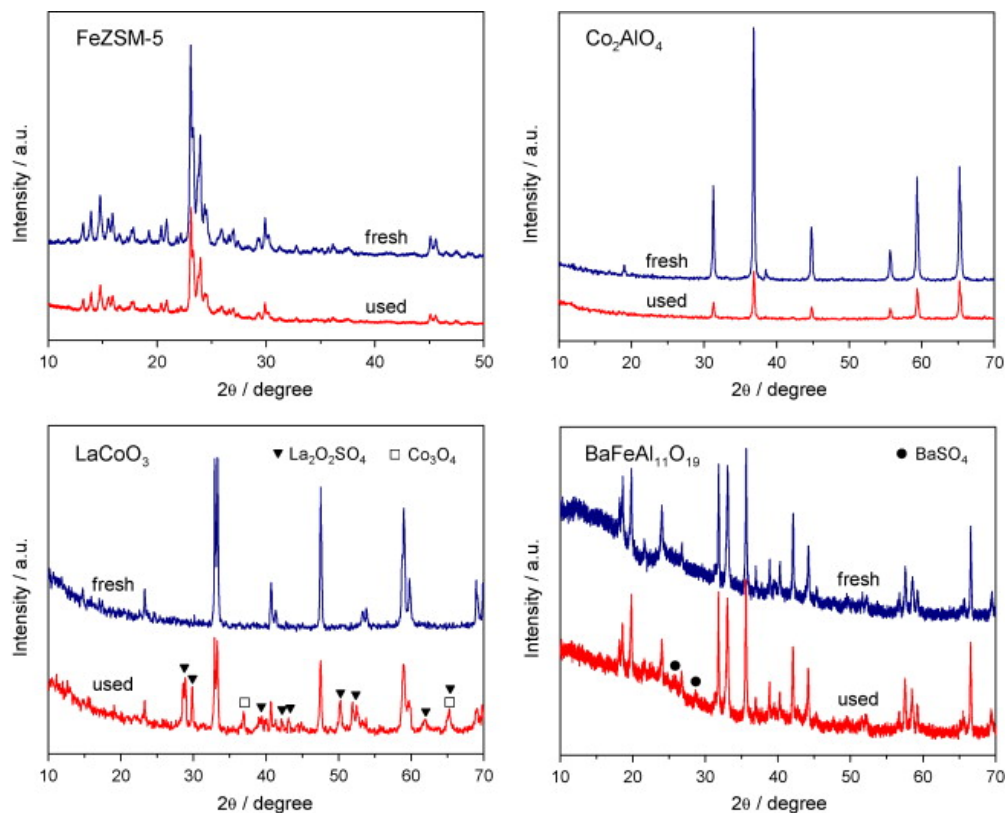 FeZSM-5
fresh
used
Intensity / a.u.
10 20 30 40 50
2θ / degree
Co₂AlO₄
fresh
used
Intensity / a.u.
10 20 30 40 50 60 70
2θ / degree
LaCoO₃
▼ La₂O₂SO₄ □ Co₃O₄
fresh
used
Intensity / a.u.
10 20 30 40 50 60 70
2θ / degree
BaFeAl₁₁O₁₉
● BaSO₄
fresh
used
Intensity / a.u.
10 20 30 40 50 60 70
2θ / degree